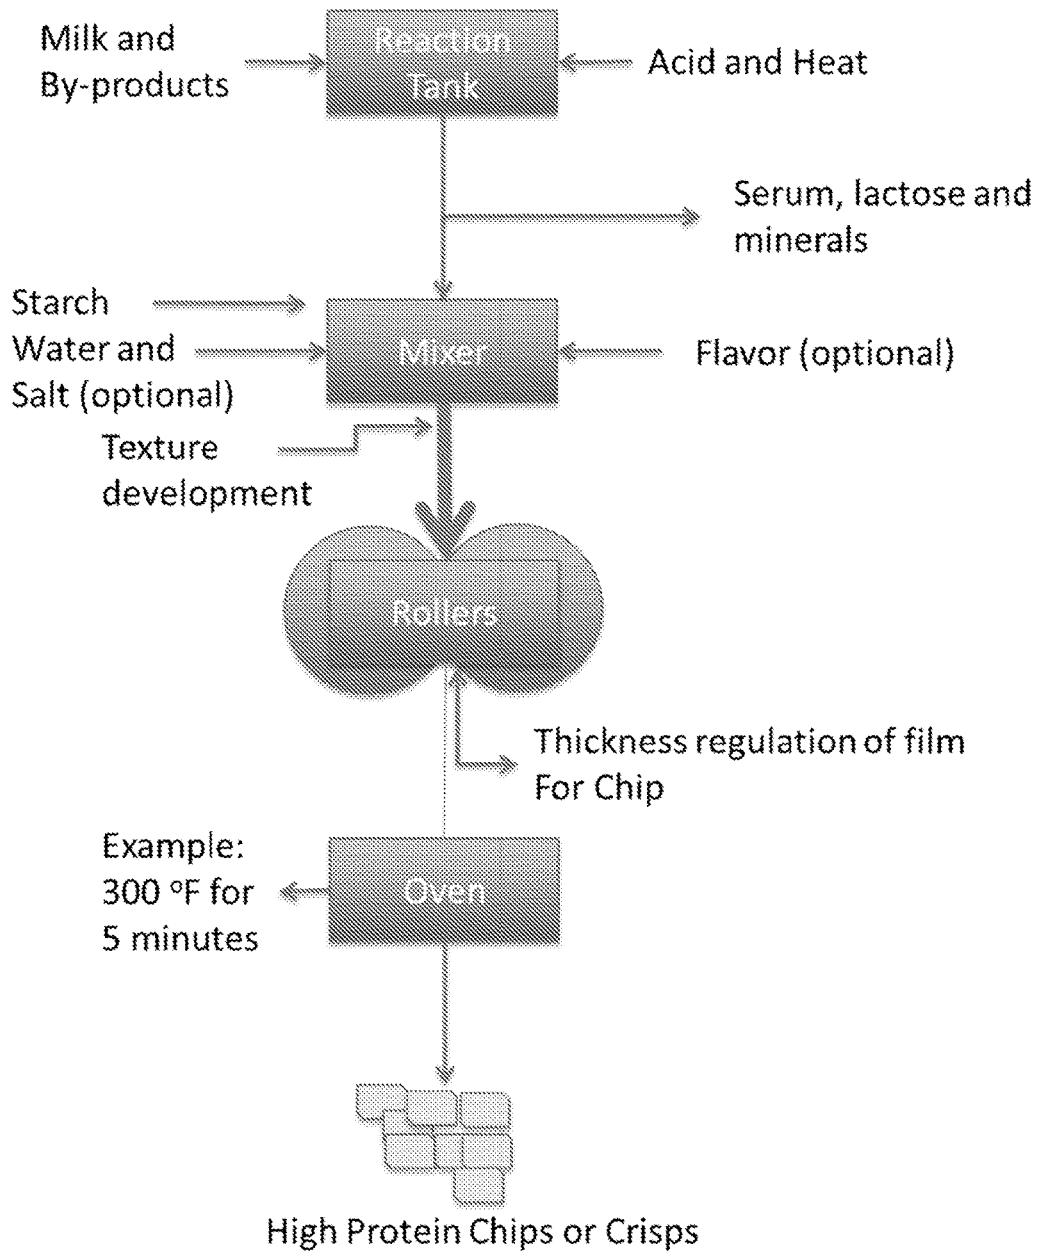 Milk and
By-products
Reaction
Tank
Acid and Heat
Serum, lactose and
minerals
Starch
Water and
Salt (optional)
Mixer
Flavor (optional)
Texture
development
Rollers
Thickness regulation of film
For Chip
Example:
300 ºF for
5 minutes
Oven
High Protein Chips or Crisps